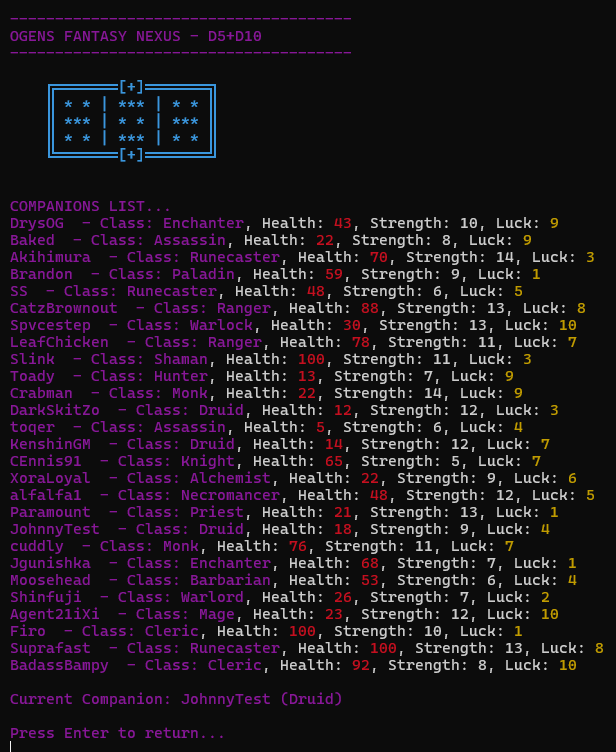 --------------------------------------
OGENS FANTASY NEXUS - D5+D10
--------------------------------------
╔═══════[+]═══════╗
║ * * | *** | * * ║
║ *** | * * | *** ║
║ * * | *** | * * ║
╚═══════[+]═══════╝
COMPANIONS LIST...
DrysOG  - Class: Enchanter, Health: 43, Strength: 10, Luck: 9
Baked  - Class: Assassin, Health: 22, Strength: 8, Luck: 9
Akihimura  - Class: Runecaster, Health: 70, Strength: 14, Luck: 3
Brandon  - Class: Paladin, Health: 59, Strength: 9, Luck: 1
SS  - Class: Runecaster, Health: 48, Strength: 6, Luck: 5
CatzBrownout  - Class: Ranger, Health: 88, Strength: 13, Luck: 8
Spvcestep  - Class: Warlock, Health: 30, Strength: 13, Luck: 10
LeafChicken  - Class: Ranger, Health: 78, Strength: 11, Luck: 7
Slink  - Class: Shaman, Health: 100, Strength: 11, Luck: 3
Toady  - Class: Hunter, Health: 13, Strength: 7, Luck: 9
Crabman  - Class: Monk, Health: 22, Strength: 14, Luck: 9
DarkSkitZo  - Class: Druid, Health: 12, Strength: 12, Luck: 3
toqer  - Class: Assassin, Health: 5, Strength: 6, Luck: 4
KenshinGM  - Class: Druid, Health: 14, Strength: 12, Luck: 7
CEnnis91  - Class: Knight, Health: 65, Strength: 5, Luck: 7
XoraLoyal  - Class: Alchemist, Health: 22, Strength: 9, Luck: 6
alfalfa1  - Class: Necromancer, Health: 48, Strength: 12, Luck: 5
Paramount  - Class: Priest, Health: 21, Strength: 13, Luck: 1
JohnnyTest  - Class: Druid, Health: 18, Strength: 9, Luck: 4
cuddly  - Class: Monk, Health: 76, Strength: 11, Luck: 7
Jgunishka  - Class: Enchanter, Health: 68, Strength: 7, Luck: 1
Moosehead  - Class: Barbarian, Health: 53, Strength: 6, Luck: 4
Shinfuji  - Class: Warlord, Health: 26, Strength: 7, Luck: 2
Agent21iXi  - Class: Mage, Health: 23, Strength: 12, Luck: 10
Firo  - Class: Cleric, Health: 100, Strength: 10, Luck: 1
Suprafast  - Class: Runecaster, Health: 100, Strength: 13, Luck: 8
BadassBampy  - Class: Cleric, Health: 92, Strength: 8, Luck: 10
Current Companion: JohnnyTest (Druid)
Press Enter to return...